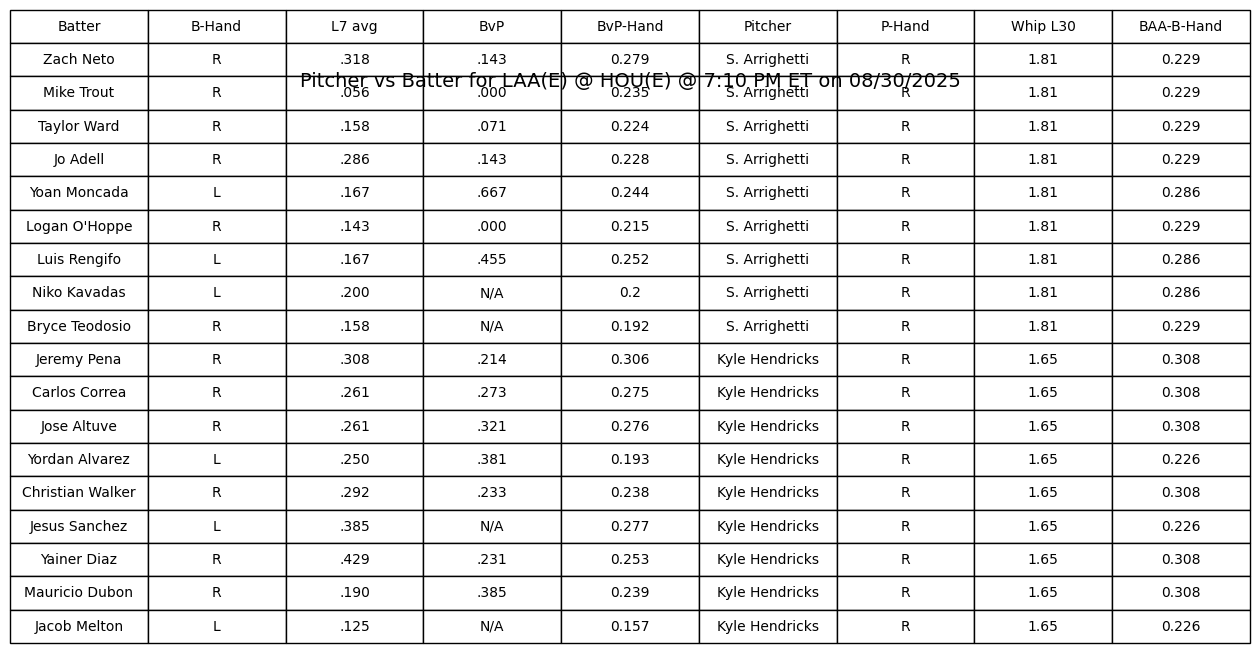 Batter B-Hand L7 avg BvP BvP-Hand Pitcher P-Hand Whip L30 BAA-B-Hand
Zach Neto R .318 .143 0.279 S. Arrighetti R 1.81 0.229
Pitcher vs Batter for LAA(E) @ HOU(E) @ 7:10 PM ET on 08/30/2025
Mike Trout R .056 .000 0.235 S. Arrighetti R 1.81 0.229
Taylor Ward R .158 .071 0.224 S. Arrighetti R 1.81 0.229
Jo Adell R .286 .143 0.228 S. Arrighetti R 1.81 0.229
Yoan Moncada L .167 .667 0.244 S. Arrighetti R 1.81 0.286
Logan O'Hoppe R .143 .000 0.215 S. Arrighetti R 1.81 0.229
Luis Rengifo L .167 .455 0.252 S. Arrighetti R 1.81 0.286
Niko Kavadas L .200 N/A 0.2 S. Arrighetti R 1.81 0.286
Bryce Teodosio R .158 N/A 0.192 S. Arrighetti R 1.81 0.229
Jeremy Pena R .308 .214 0.306 Kyle Hendricks R 1.65 0.308
Carlos Correa R .261 .273 0.275 Kyle Hendricks R 1.65 0.308
Jose Altuve R .261 .321 0.276 Kyle Hendricks R 1.65 0.308
Yordan Alvarez L .250 .381 0.193 Kyle Hendricks R 1.65 0.226
Christian Walker R .292 .233 0.238 Kyle Hendricks R 1.65 0.308
Jesus Sanchez L .385 N/A 0.277 Kyle Hendricks R 1.65 0.226
Yainer Diaz R .429 .231 0.253 Kyle Hendricks R 1.65 0.308
Mauricio Dubon R .190 .385 0.239 Kyle Hendricks R 1.65 0.308
Jacob Melton L .125 N/A 0.157 Kyle Hendricks R 1.65 0.226